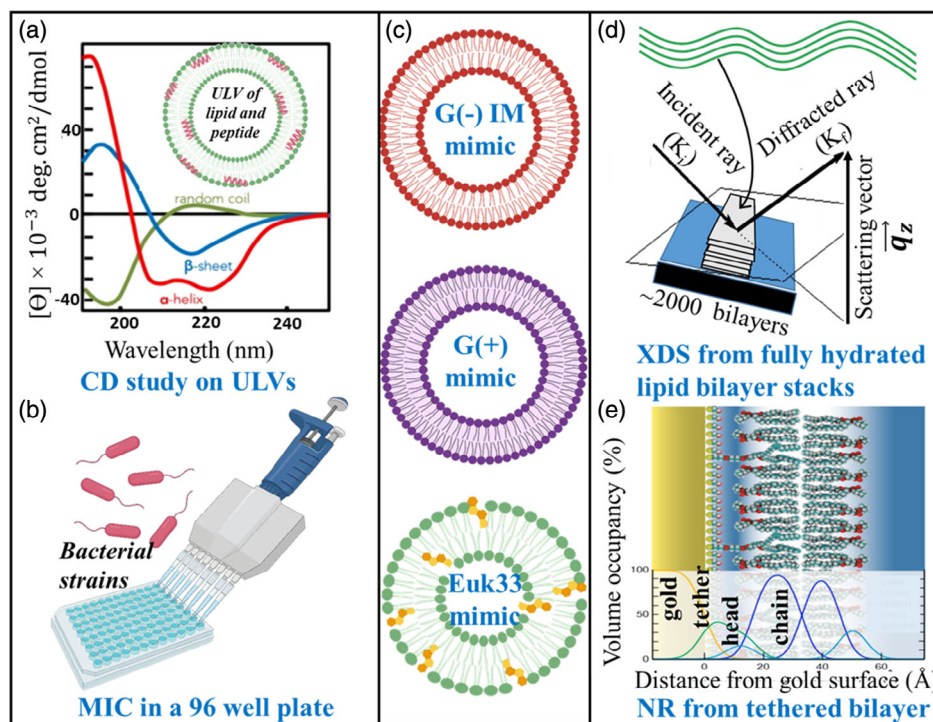 (a)
[Θ] × 10⁻³ deg. cm²/dmol
40
0
-40
ULV of
lipid and
peptide
random coil
β-sheet
α-helix
200
220
240
Wavelength (nm)
CD study on ULVs
(b)
Bacterial
strains
MIC in a 96 well plate
(c)
G(-) IM
mimic
G(+)
mimic
Euk33
mimic
(d)
Incident ray
(Kᵢ)
Diffracted ray
(K_f)
Scattering vector
q_z
~2000 bilayers
XDS from fully hydrated
lipid bilayer stacks
(e)
Volume occupancy (%)
100
50
0
gold
tether
head
chain
0
20
40
60
Distance from gold surface (Å)
NR from tethered bilayer